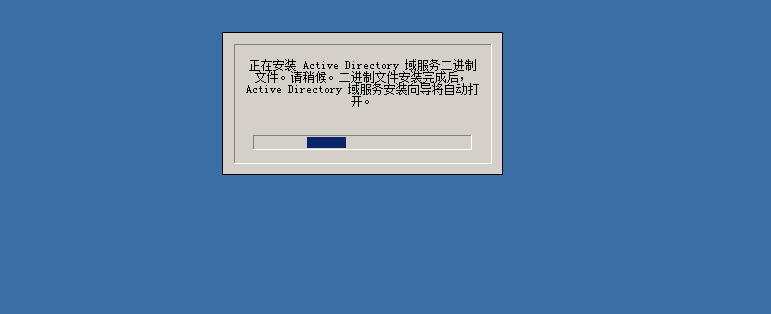 正在安装 Active Directory 域服务二进制
文件。请稍候。二进制文件安装完成后，
Active Directory 域服务安装向导将自动打
开。